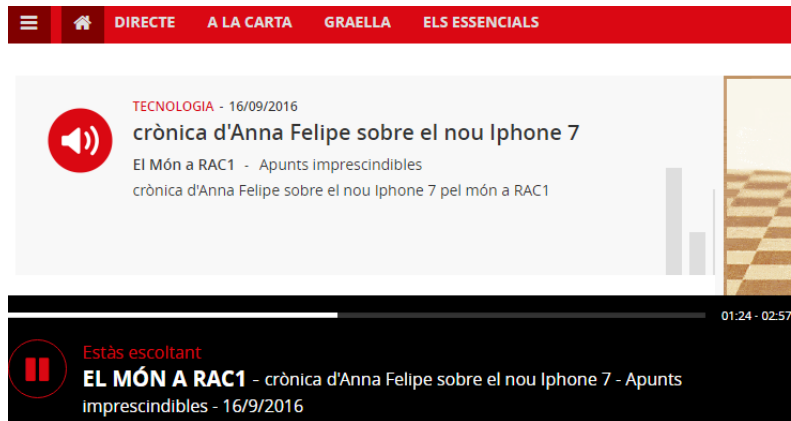 DIRECTE A LA CARTA GRAELLA ELS ESSENCIALS
TECNOLOGIA - 16/09/2016
crònica d'Anna Felipe sobre el nou Iphone 7
El Món a RAC1 - Apunts imprescindibles
crònica d'Anna Felipe sobre el nou Iphone 7 pel món a RAC1
01:24 - 02:57
Estàs escoltant
EL MÓN A RAC1 - crònica d'Anna Felipe sobre el nou Iphone 7 - Apunts
imprescindibles - 16/9/2016